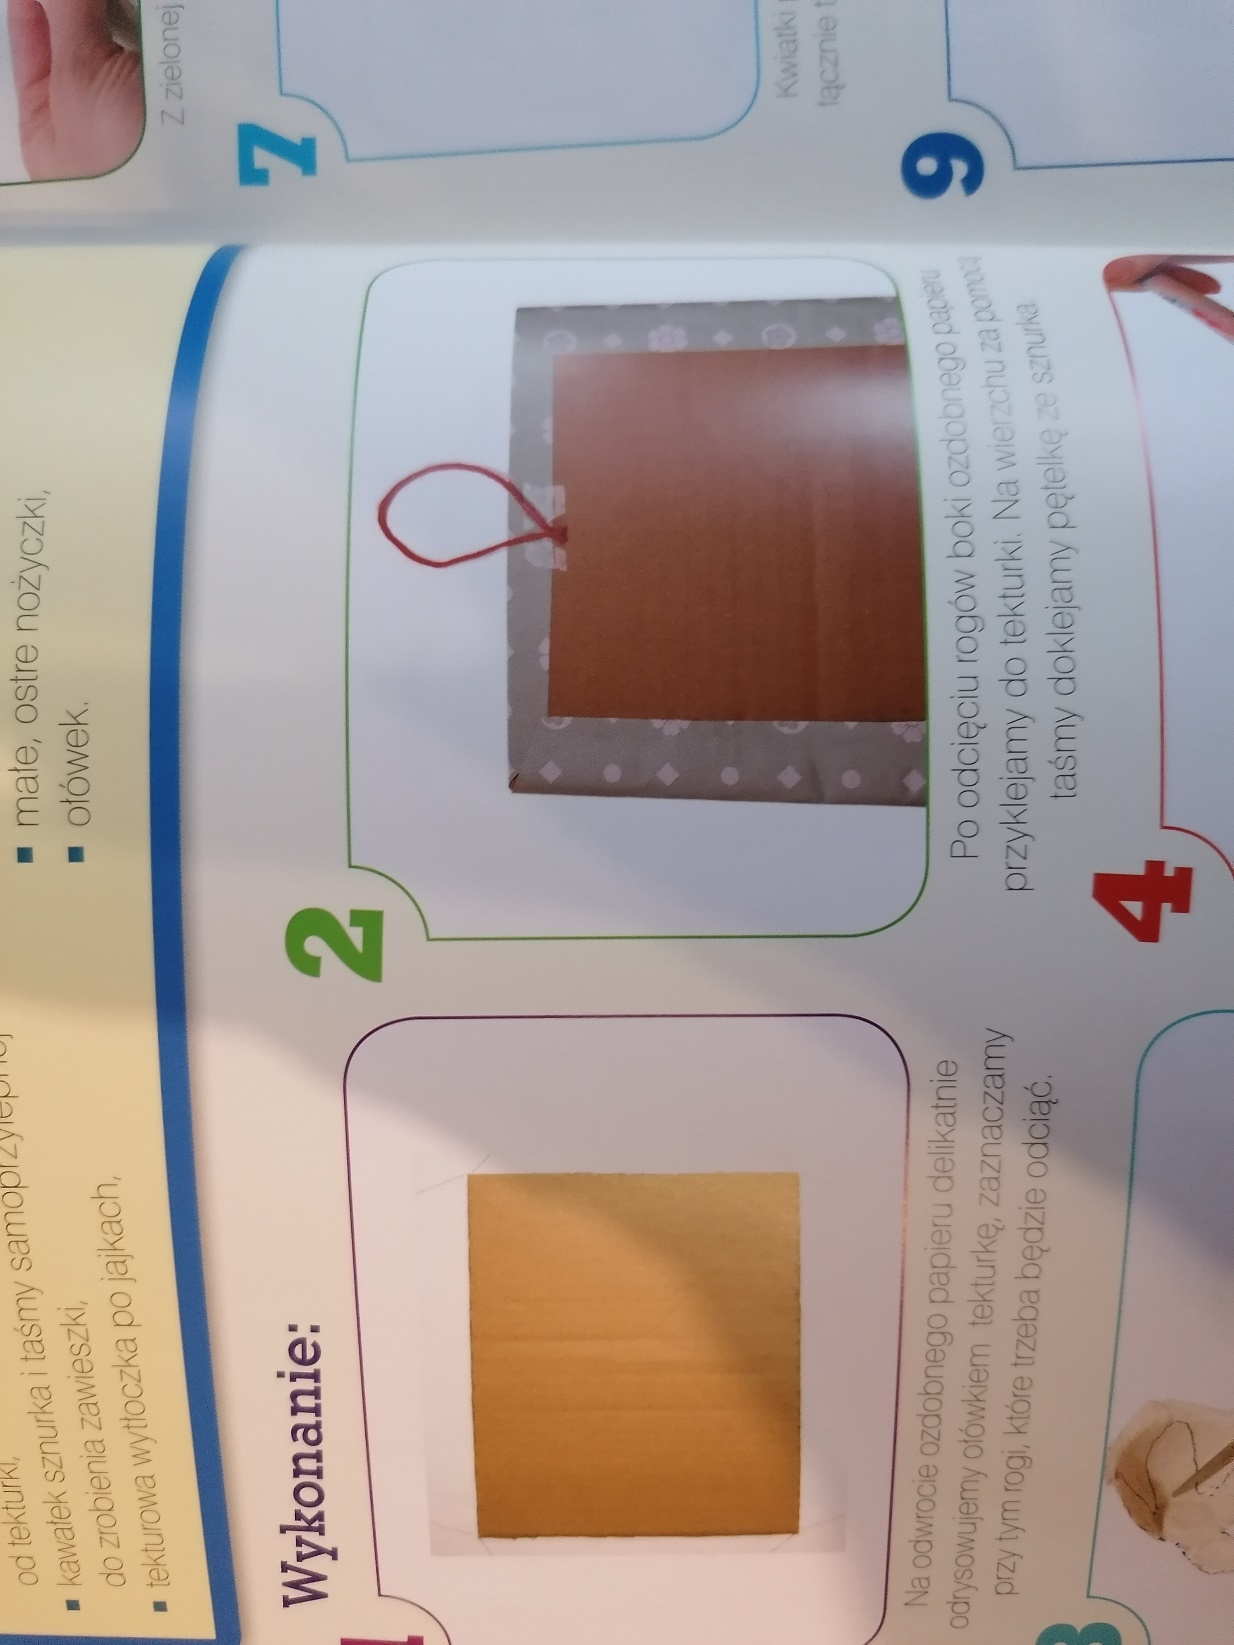 od tekturki,
▪ kawałek sznurka i taśmy samoprzylepnej
do zrobienia zawieszki,
▪ tekturowa wytłoczka po jajkach,
▪ małe, ostre nożyczki,
▪ ołówek.
Wykonanie:
1
Na odwrocie ozdobnego papieru delikatnie
odrysowujemy ołówkiem tekturkę, zaznaczamy
przy tym rogi, które trzeba będzie odciąć.
2
Po odcięciu rogów boki ozdobnego papieru
przyklejamy do tekturki. Na wierzchu za pomocą
taśmy doklejamy pętelkę ze sznurka.
3
4
Z zielonej
7
Kwiatki
łącznie
9